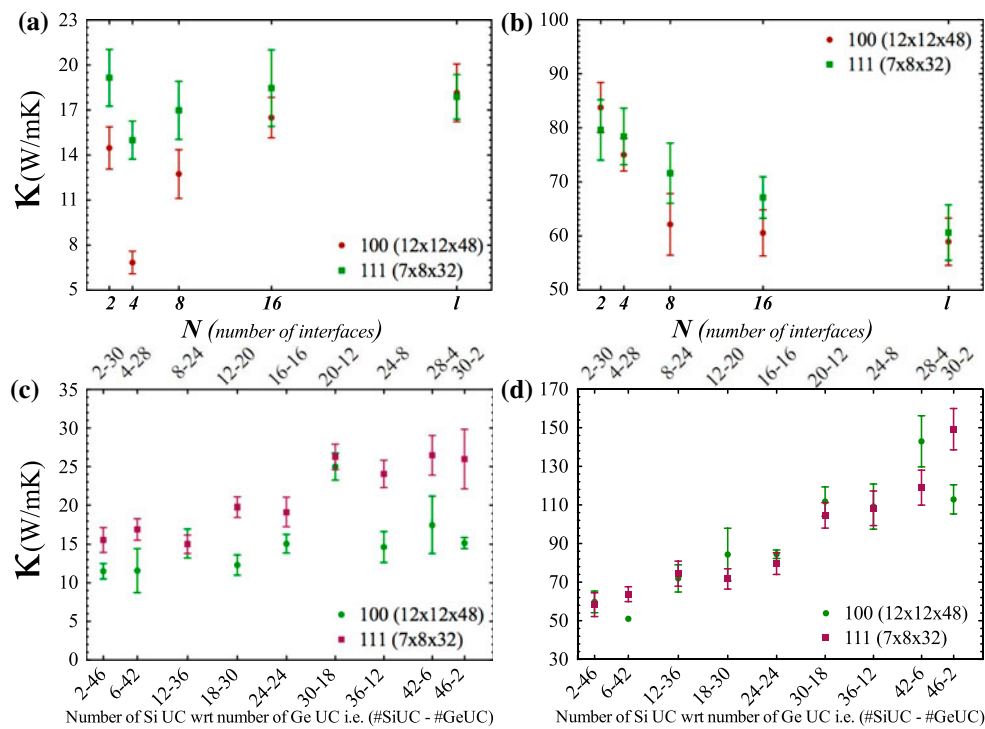 (a)
23
20
17
14
11
8
5
κ(W/mK)
100 (12x12x48)
111 (7x8x32)
2 4 8 16 l
N (number of interfaces)
(b)
100
90
80
70
60
50
100 (12x12x48)
111 (7x8x32)
2 4 8 16 l
N (number of interfaces)
2-30 4-28 8-24 12-20 16-16 20-12 24-8 28-4 30-2
(c)
35
30
25
20
15
10
5
0
κ(W/mK)
100 (12x12x48)
111 (7x8x32)
2-46 6-42 12-36 18-30 24-24 30-18 36-12 42-6 46-2
Number of Si UC wrt number of Ge UC i.e. (#SiUC - #GeUC)
2-30 4-28 8-24 12-20 16-16 20-12 24-8 28-4 30-2
(d)
170
150
130
110
90
70
50
30
100 (12x12x48)
111 (7x8x32)
2-46 6-42 12-36 18-30 24-24 30-18 36-12 42-6 46-2
Number of Si UC wrt number of Ge UC i.e. (#SiUC - #GeUC)